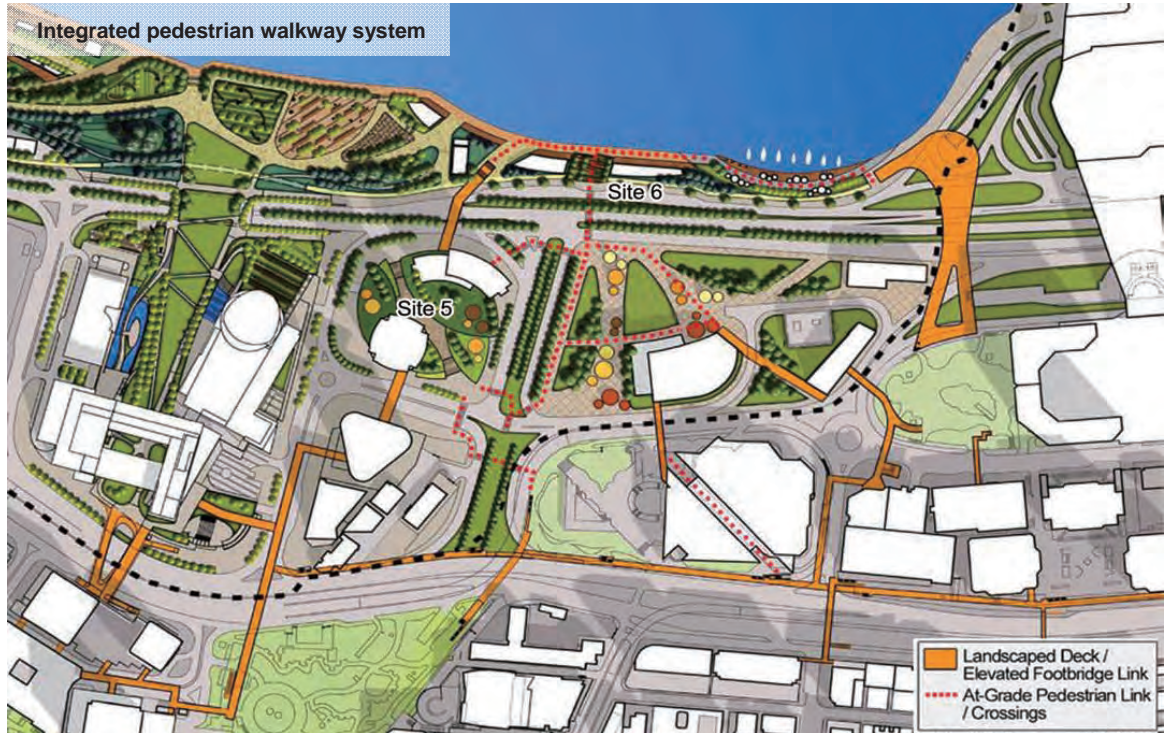 Integrated pedestrian walkway system
Site 6
Site 5
Landscaped Deck /
Elevated Footbridge Link
At-Grade Pedestrian Link
/ Crossings